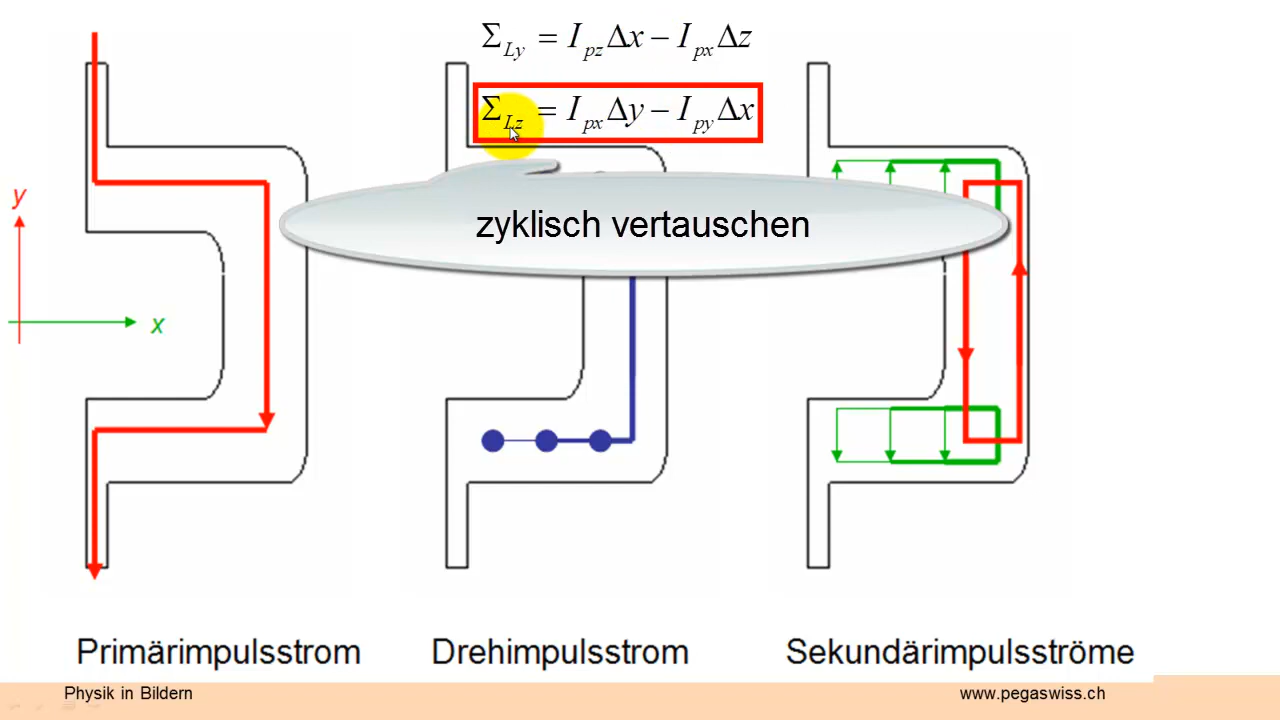 Σ_Ly = I_pz Δx − I_px Δz
Σ_Lz = I_px Δy − I_py Δx
zyklisch vertauschen
y
x
Primärimpulsstrom Drehimpulsstrom Sekundärimpulsströme
Physik in Bildern www.pegaswiss.ch